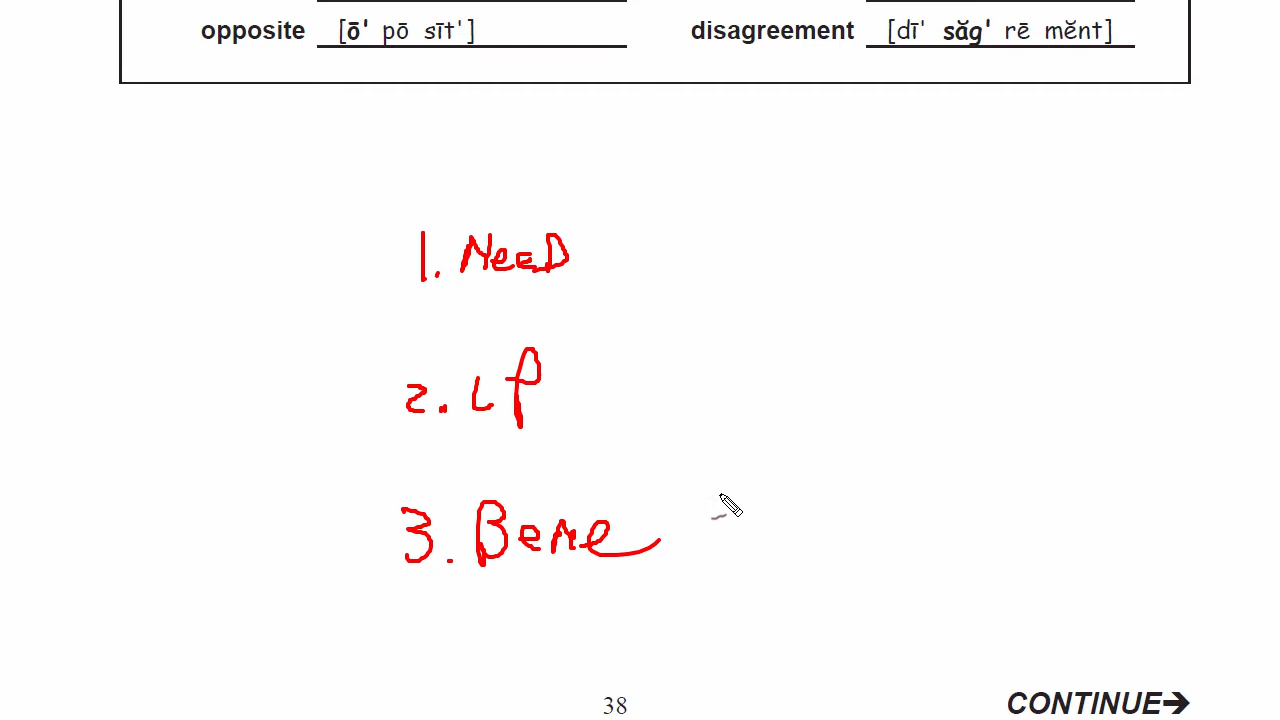 opposite [ō' pō sīt'] disagreement [dī' săg' rē mĕnt]
1. NeeD
2. LP
3. Bene
38 CONTINUE→